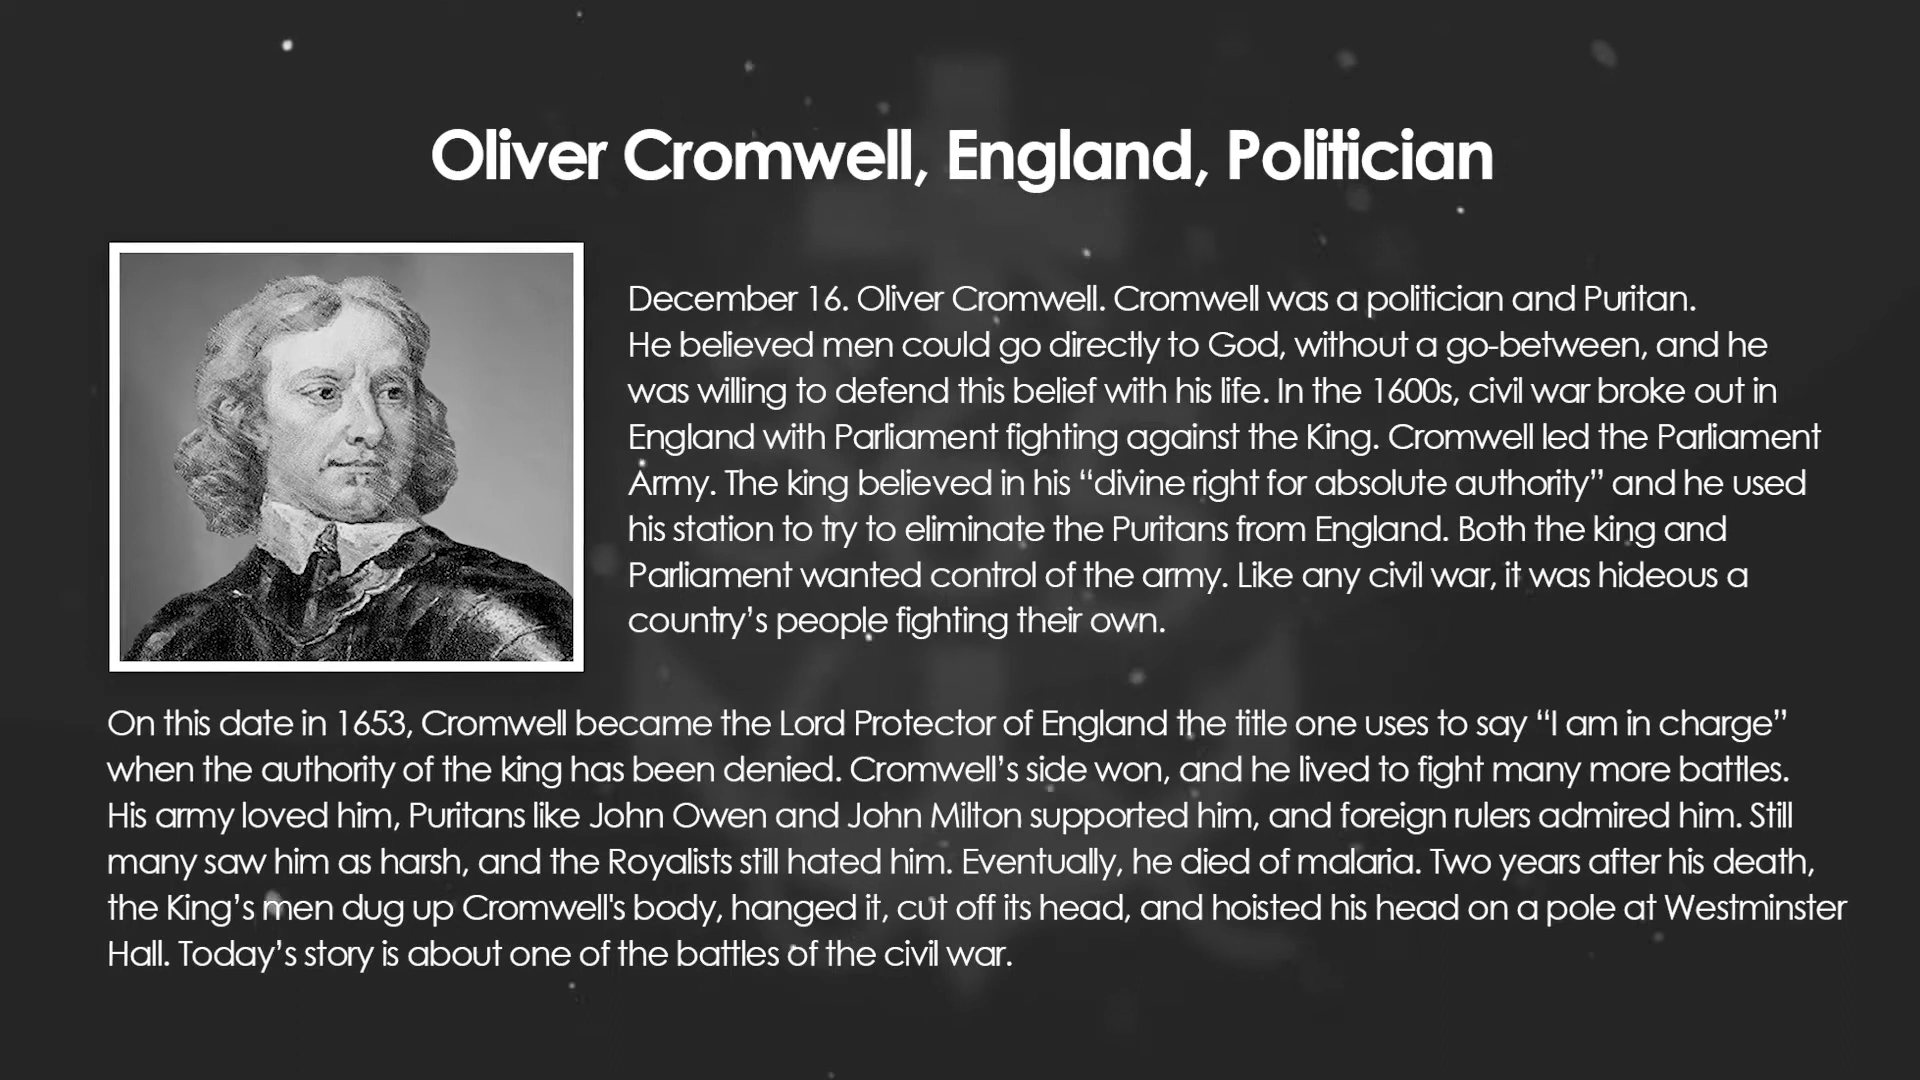 Oliver Cromwell, England, Politician
December 16. Oliver Cromwell. Cromwell was a politician and Puritan.
He believed men could go directly to God, without a go-between, and he
was willing to defend this belief with his life. In the 1600s, civil war broke out in
England with Parliament fighting against the King. Cromwell led the Parliament
Army. The king believed in his “divine right for absolute authority” and he used
his station to try to eliminate the Puritans from England. Both the king and
Parliament wanted control of the army. Like any civil war, it was hideous a
country’s people fighting their own.
On this date in 1653, Cromwell became the Lord Protector of England the title one uses to say “I am in charge”
when the authority of the king has been denied. Cromwell’s side won, and he lived to fight many more battles.
His army loved him, Puritans like John Owen and John Milton supported him, and foreign rulers admired him. Still
many saw him as harsh, and the Royalists still hated him. Eventually, he died of malaria. Two years after his death,
the King’s men dug up Cromwell's body, hanged it, cut off its head, and hoisted his head on a pole at Westminster
Hall. Today’s story is about one of the battles of the civil war.